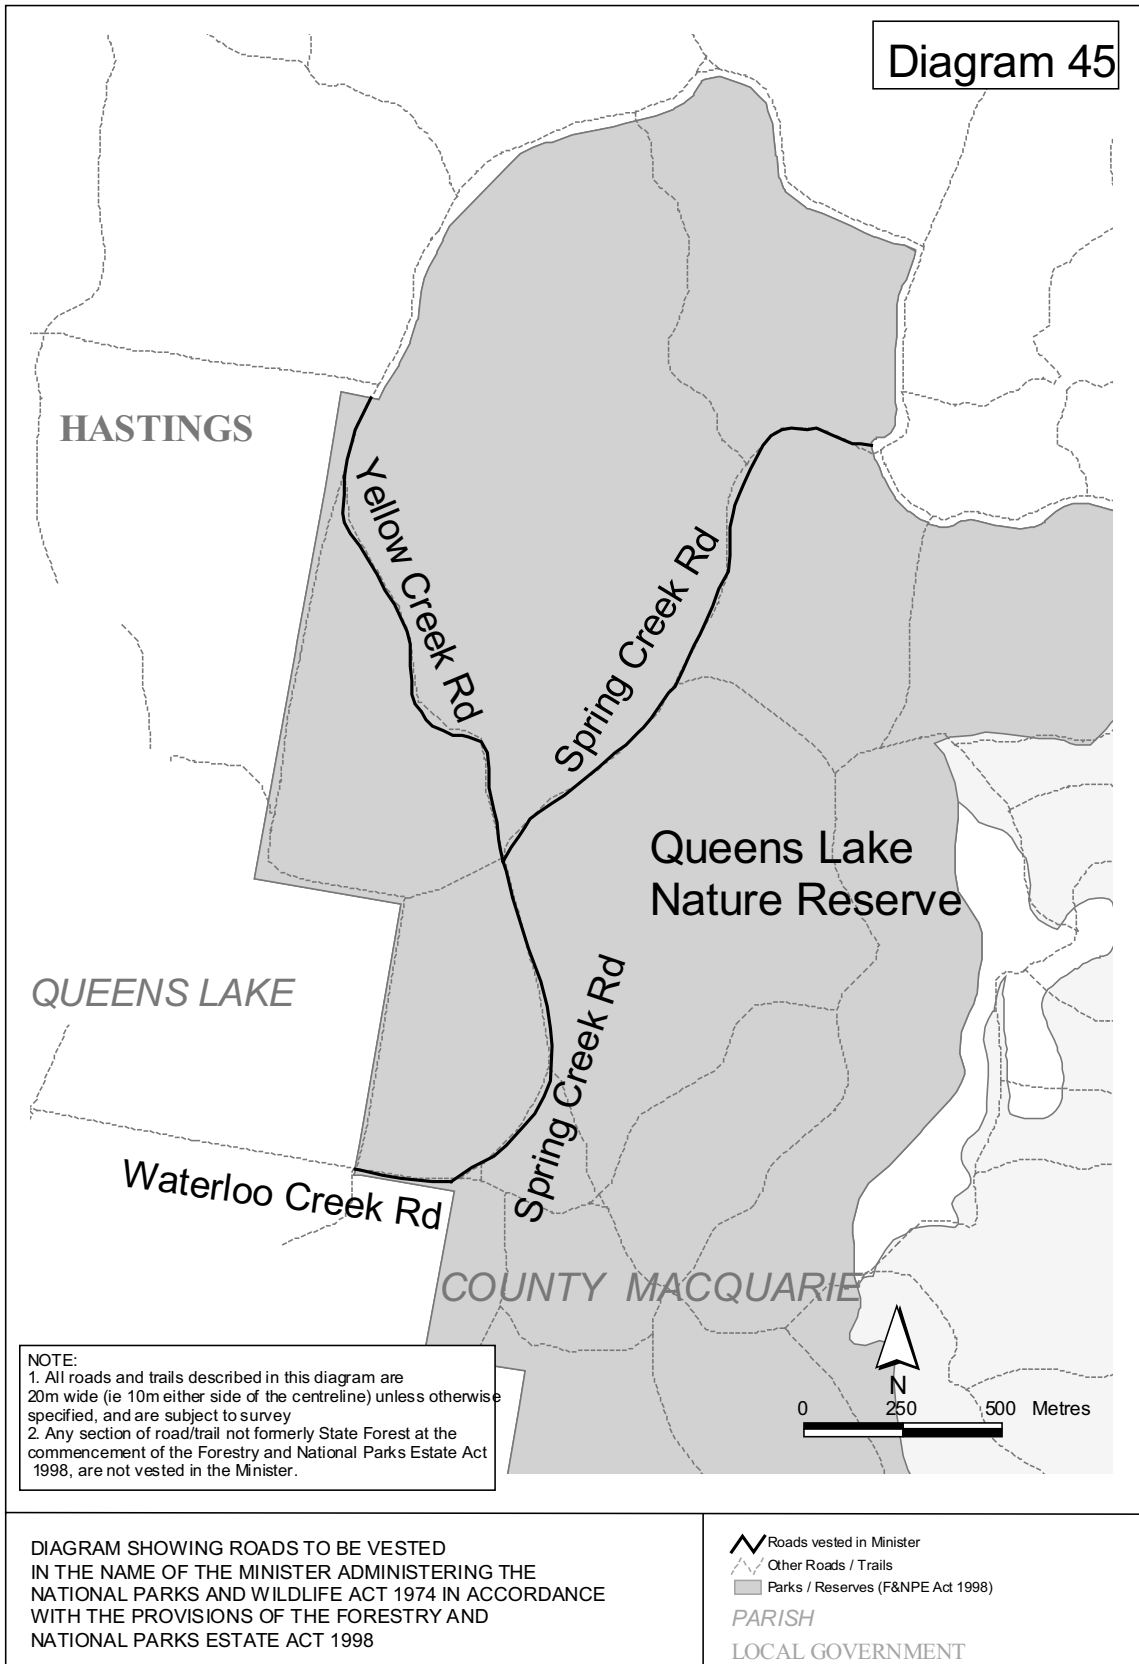 Diagram 45
HASTINGS
Yellow Creek Rd
Spring Creek Rd
Queens Lake
Nature Reserve
QUEENS LAKE
Spring Creek Rd
Waterloo Creek Rd
COUNTY MACQUARIE
N
0 250 500 Metres
NOTE:
1. All roads and trails described in this diagram are
20m wide (ie 10m either side of the centreline) unless otherwise
specified, and are subject to survey
2. Any section of road/trail not formerly State Forest at the
commencement of the Forestry and National Parks Estate Act
1998, are not vested in the Minister.
DIAGRAM SHOWING ROADS TO BE VESTED
IN THE NAME OF THE MINISTER ADMINISTERING THE
NATIONAL PARKS AND WILDLIFE ACT 1974 IN ACCORDANCE
WITH THE PROVISIONS OF THE FORESTRY AND
NATIONAL PARKS ESTATE ACT 1998
Roads vested in Minister
Other Roads / Trails
Parks / Reserves (F&NPE Act 1998)
PARISH
LOCAL GOVERNMENT